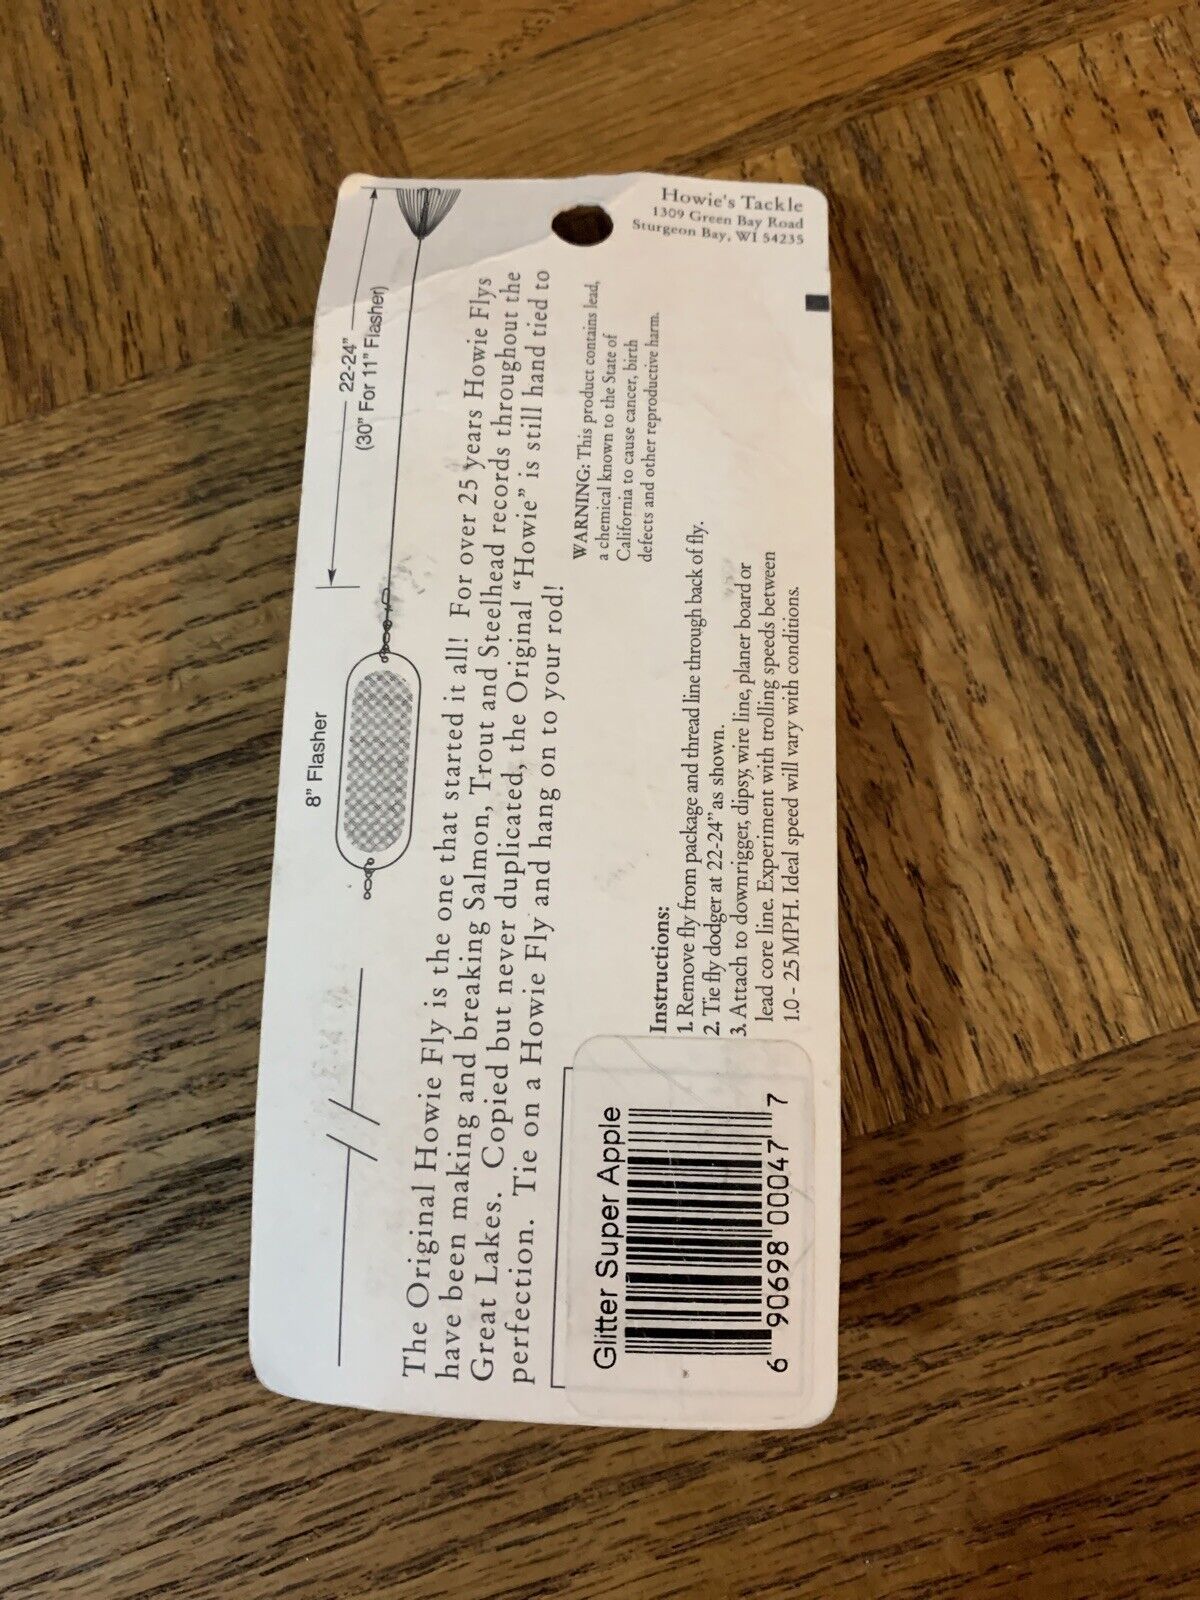 8" Flasher
22-24"
(30" For 11" Flasher)
The Original Howie Fly is the one that started it all! For over 25 years Howie Flys
have been making and breaking Salmon, Trout and Steelhead records throughout the
Great Lakes. Copied but never duplicated, the Original "Howie" is still hand tied to
perfection. Tie on a Howie Fly and hang on to your rod!
WARNING: This product contains lead,
a chemical known to the State of
California to cause cancer, birth
defects and other reproductive harm.
Instructions:
1. Remove fly from package and thread line through back of fly.
2. Tie fly dodger at 22-24" as shown.
3. Attach to downrigger, dipsy, wire line, planer board or
lead core line. Experiment with trolling speeds between
1.0 - 2.5 MPH. Ideal speed will vary with conditions.
Glitter Super Apple
6 90698 00047 7
Howie's Tackle
1309 Green Bay Road
Sturgeon Bay, WI 54235